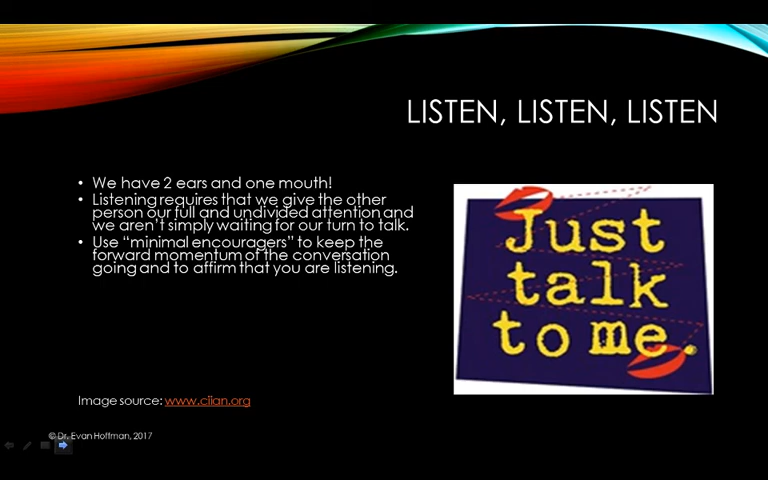 LISTEN, LISTEN, LISTEN
• We have 2 ears and one mouth!
• Listening requires that we give the other
person our full and undivided attention and
we aren't simply waiting for our turn to talk.
• Use "minimal encouragers" to keep the
forward momentum of the conversation
going and to affirm that you are listening.
Just
talk
to me.
Image source: www.cilan.org
© Dr. Evan Hoffman, 2017